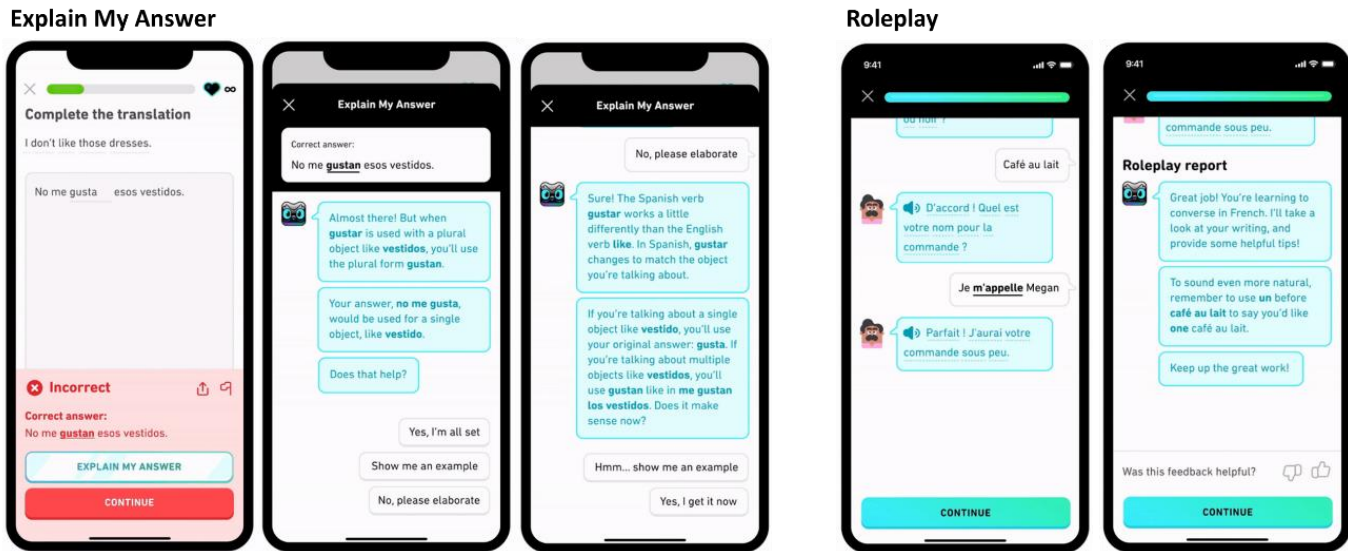 Explain My Answer
Complete the translation
I don't like those dresses.
No me gusta esos vestidos.
Incorrect
Correct answer:
No me gustan esos vestidos.
EXPLAIN MY ANSWER
CONTINUE
Explain My Answer
Correct answer:
No me gustan esos vestidos.
Almost there! But when
gustar is used with a plural
object like vestidos, you'll use
the plural form gustan.
Your answer, no me gusta,
would be used for a single
object, like vestido.
Does that help?
Yes, I'm all set
Show me an example
No, please elaborate
Explain My Answer
No, please elaborate
Sure! The Spanish verb
gustar works a little
differently than the English
verb like. In Spanish, gustar
changes to match the object
you're talking about.
If you're talking about a single
object like vestido, you'll use
your original answer: gusta. If
you're talking about multiple
objects like vestidos, you'll
use gustan like in me gustan
los vestidos. Does it make
sense now?
Hmm... show me an example
Yes, I get it now
Roleplay
9:41
ou noir ?
Café au lait
D'accord ! Quel est
votre nom pour la
commande ?
Je m'appelle Megan
Parfait ! J'aurai votre
commande sous peu.
CONTINUE
9:41
commande sous peu.
Roleplay report
Great job! You're learning to
converse in French. I'll take a
look at your writing, and
provide some helpful tips!
To sound even more natural,
remember to use un before
café au lait to say you'd like
one café au lait.
Keep up the great work!
Was this feedback helpful?
CONTINUE